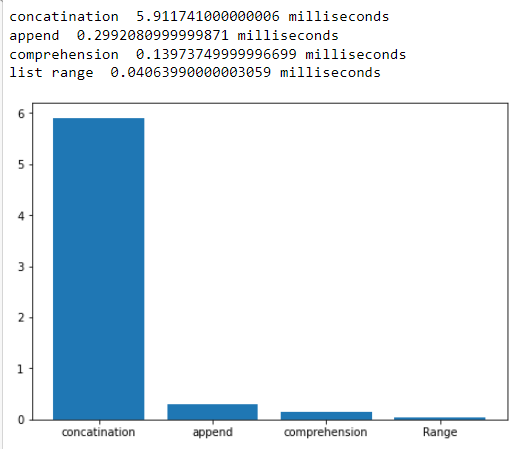 concatination  5.911741000000006 milliseconds
append  0.2992080999999871 milliseconds
comprehension  0.13973749999996699 milliseconds
list range  0.04063990000003059 milliseconds
6
5
4
3
2
1
0
concatination append comprehension Range